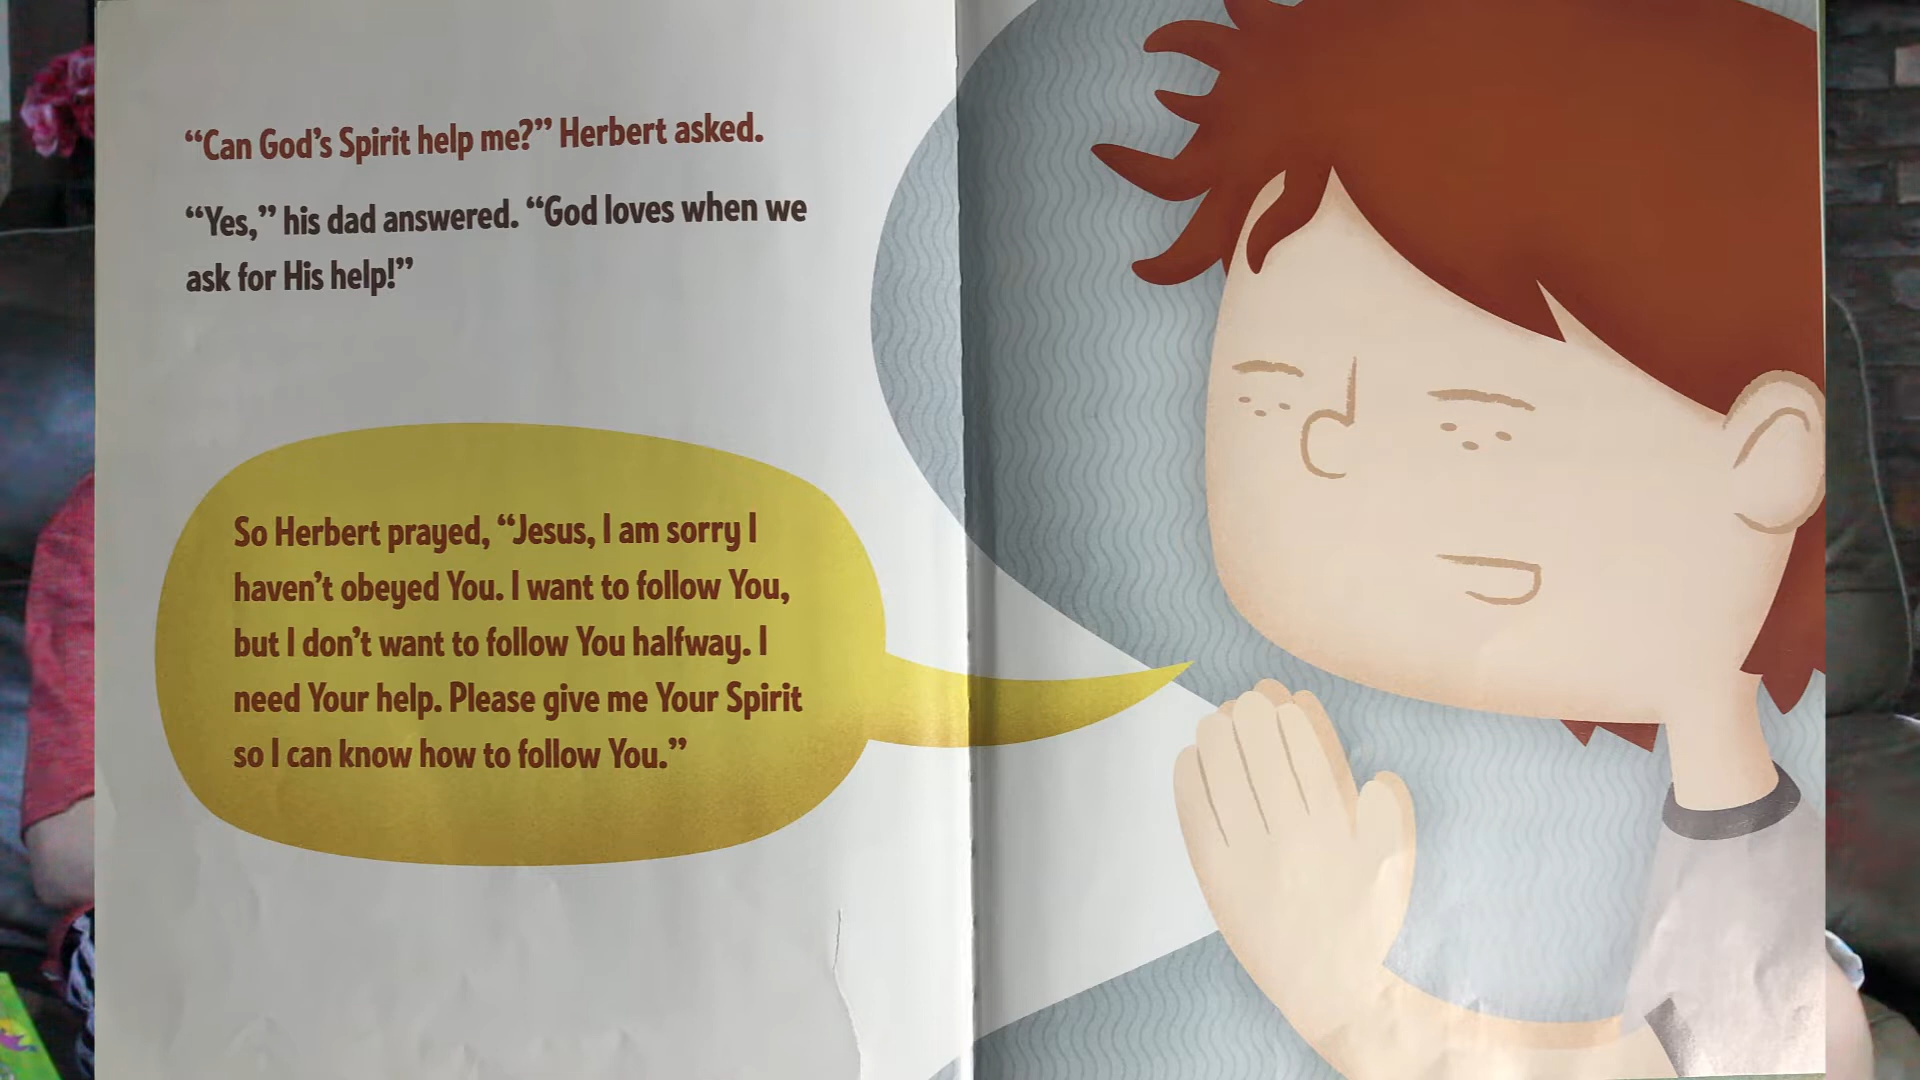 “Can God’s Spirit help me?” Herbert asked.
“Yes,” his dad answered. “God loves when we
ask for His help!”
So Herbert prayed, “Jesus, I am sorry I
haven’t obeyed You. I want to follow You,
but I don’t want to follow You halfway. I
need Your help. Please give me Your Spirit
so I can know how to follow You.”